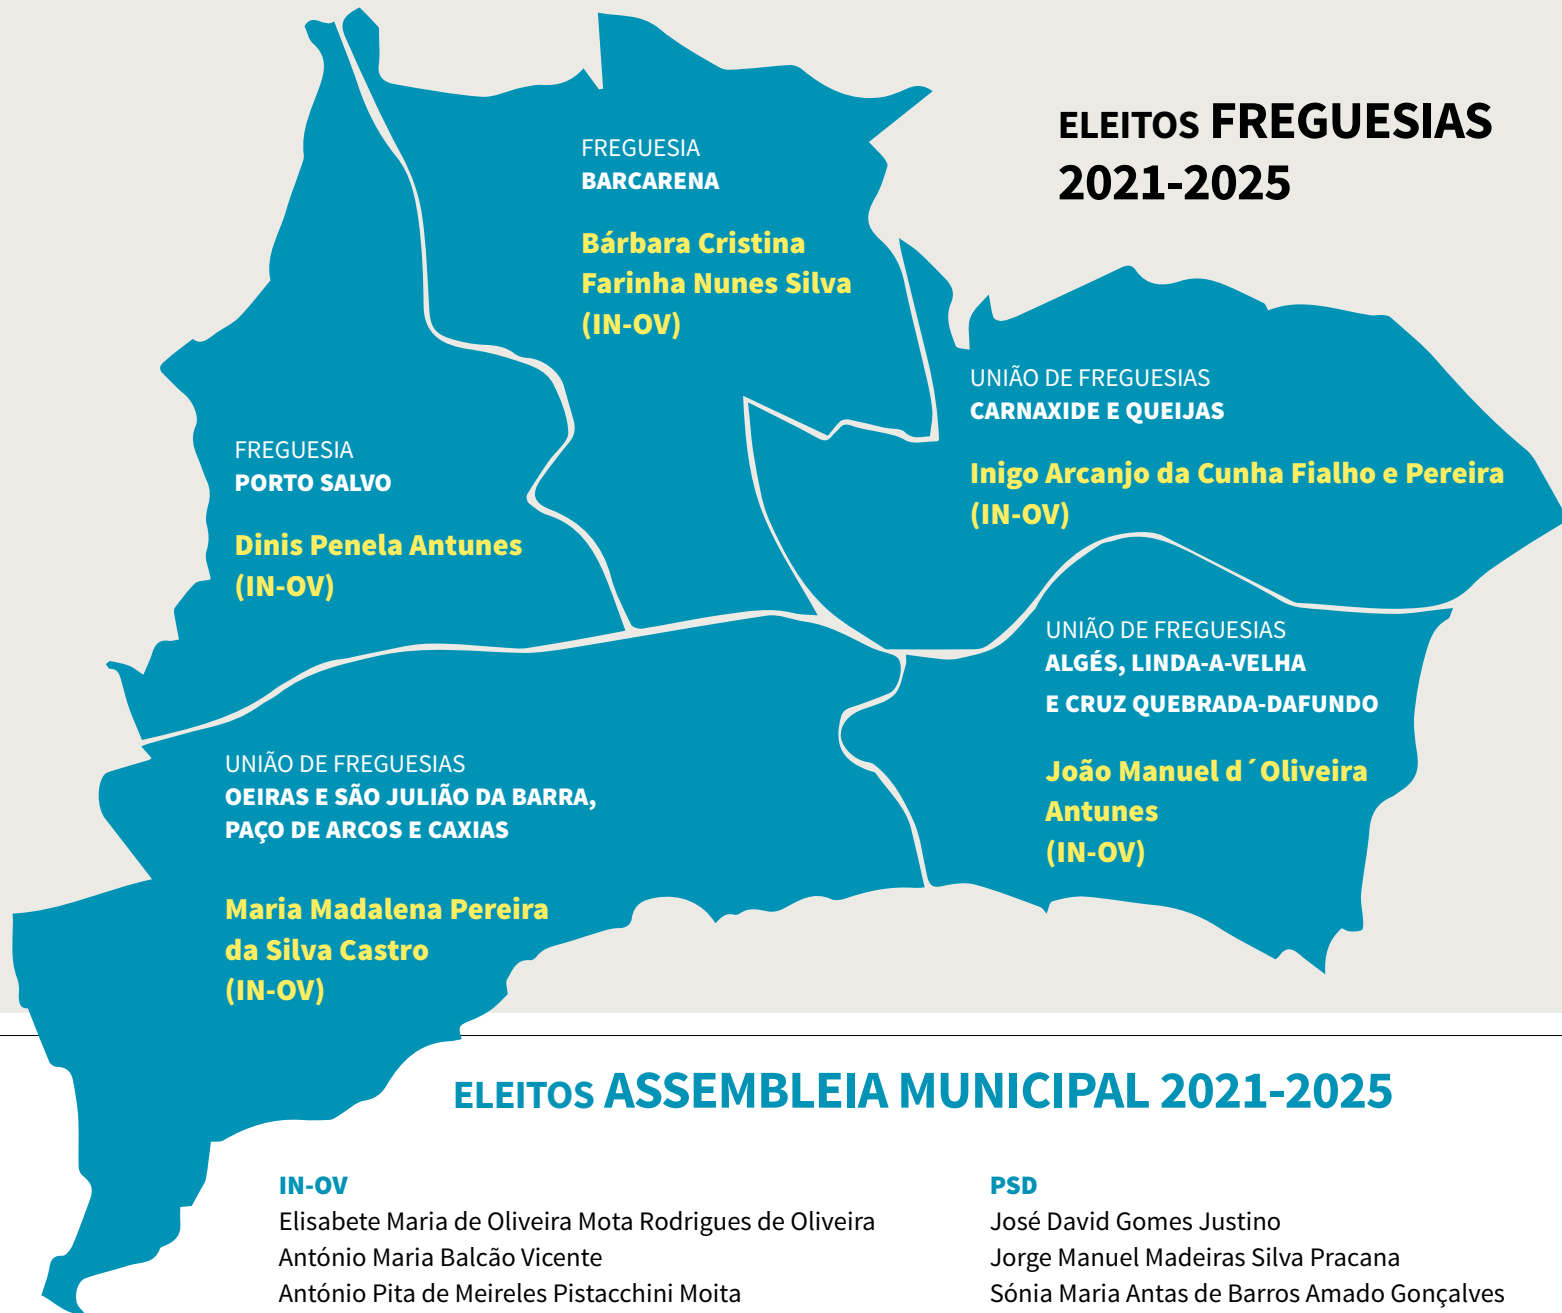 ELEITOS FREGUESIAS
2021-2025
FREGUESIA
BARCARENA
Bárbara Cristina
Farinha Nunes Silva
(IN-OV)
UNIÃO DE FREGUESIAS
CARNAXIDE E QUEIJAS
Inigo Arcanjo da Cunha Fialho e Pereira
(IN-OV)
FREGUESIA
PORTO SALVO
Dinis Penela Antunes
(IN-OV)
UNIÃO DE FREGUESIAS
ALGÉS, LINDA-A-VELHA
E CRUZ QUEBRADA-DAFUNDO
João Manuel d´Oliveira
Antunes
(IN-OV)
UNIÃO DE FREGUESIAS
OEIRAS E SÃO JULIÃO DA BARRA,
PAÇO DE ARCOS E CAXIAS
Maria Madalena Pereira
da Silva Castro
(IN-OV)
ELEITOS ASSEMBLEIA MUNICIPAL 2021-2025
IN-OV
Elisabete Maria de Oliveira Mota Rodrigues de Oliveira
António Maria Balcão Vicente
António Pita de Meireles Pistacchini Moita
PSD
José David Gomes Justino
Jorge Manuel Madeiras Silva Pracana
Sónia Maria Antas de Barros Amado Gonçalves